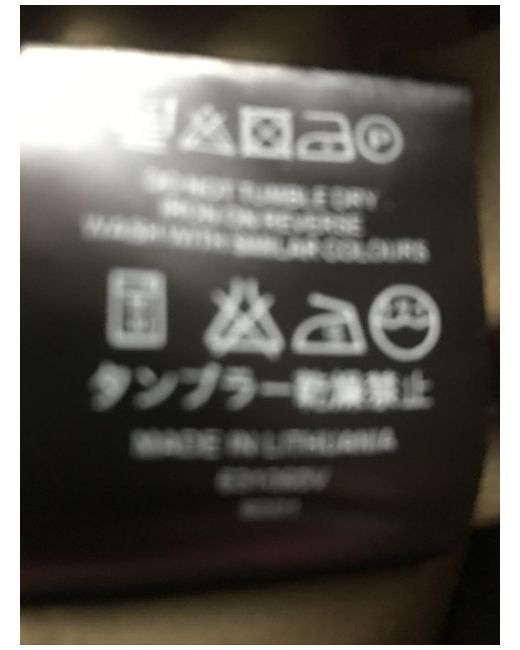 P
DO NOT TUMBLE DRY
IRON ON REVERSE
WASH WITH SIMILAR COLOURS
タンブラー乾燥禁止
MADE IN LITHUANIA